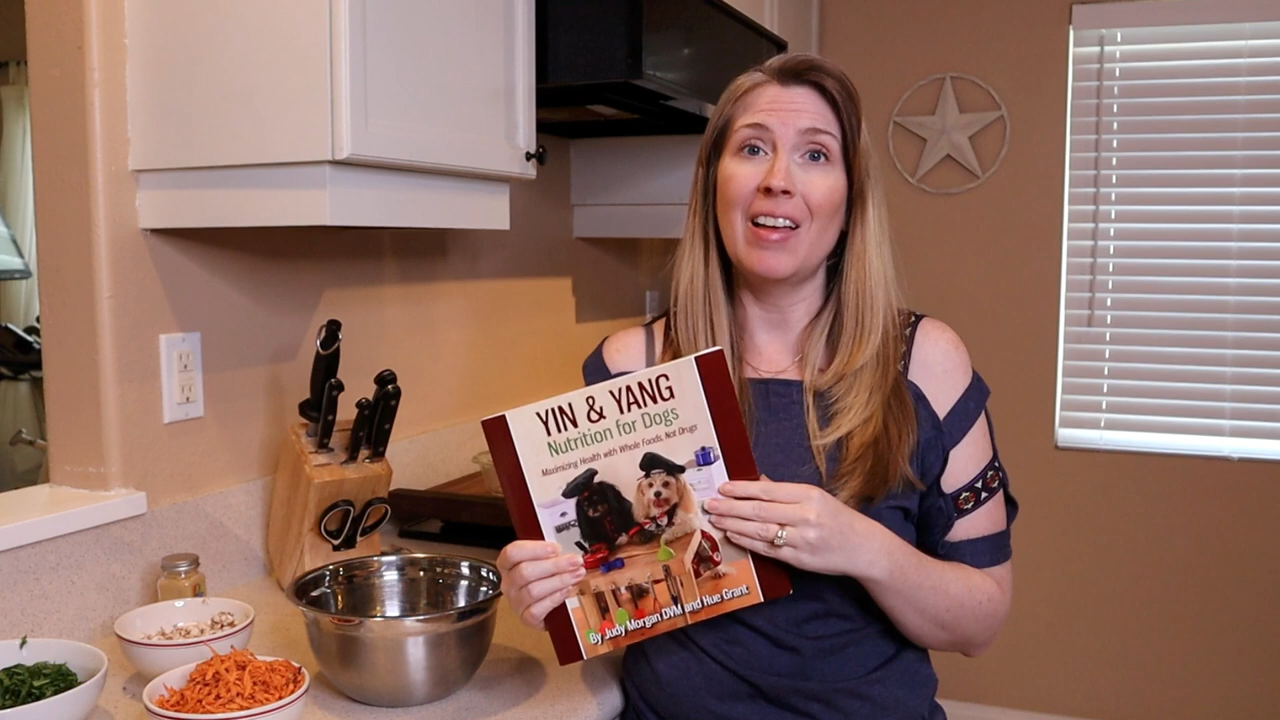 YIN & YANG
Nutrition for Dogs
Maximizing Health with Whole Foods, Not Drugs
By Judy Morgan DVM and Hue Grant